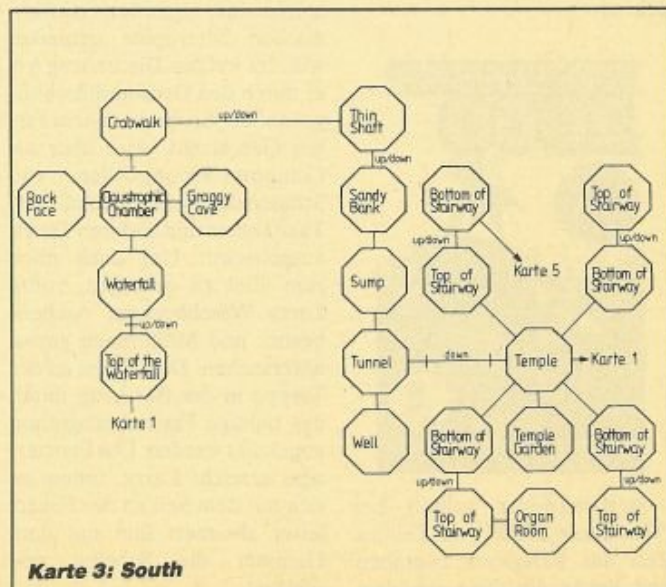 Crabwalk
up/down
Thin
Shaft
up/down
Rock
Face
Claustrophic
Chamber
Graggy
Cave
Sandy
Bank
Bottom of
Stairway
Top of
Stairway
up/down
up/down
Karte 5
Waterfall
Sump
Top of
Stairway
Bottom of
Stairway
up/down
Top of the
Waterfall
Tunnel
down
Temple
Karte 1
Karte 1
Well
Bottom of
Stairway
Temple
Garden
Bottom of
Stairway
up/down
up/down
Top of
Stairway
Organ
Room
Top of
Stairway
Karte 3: South